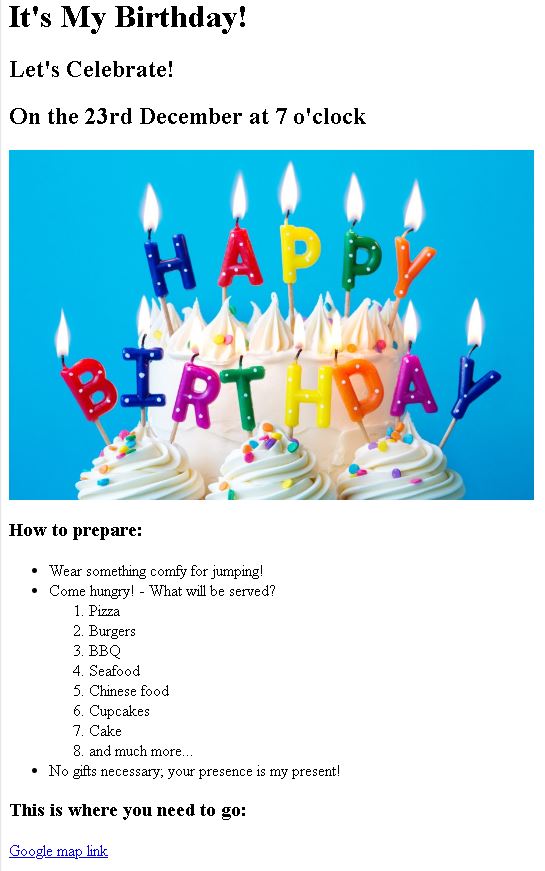 It's My Birthday!
Let's Celebrate!
On the 23rd December at 7 o'clock
HAPPY
BIRTHDAY
How to prepare:
• Wear something comfy for jumping!
• Come hungry! - What will be served?
1. Pizza
2. Burgers
3. BBQ
4. Seafood
5. Chinese food
6. Cupcakes
7. Cake
8. and much more...
• No gifts necessary; your presence is my present!
This is where you need to go:
Google map link